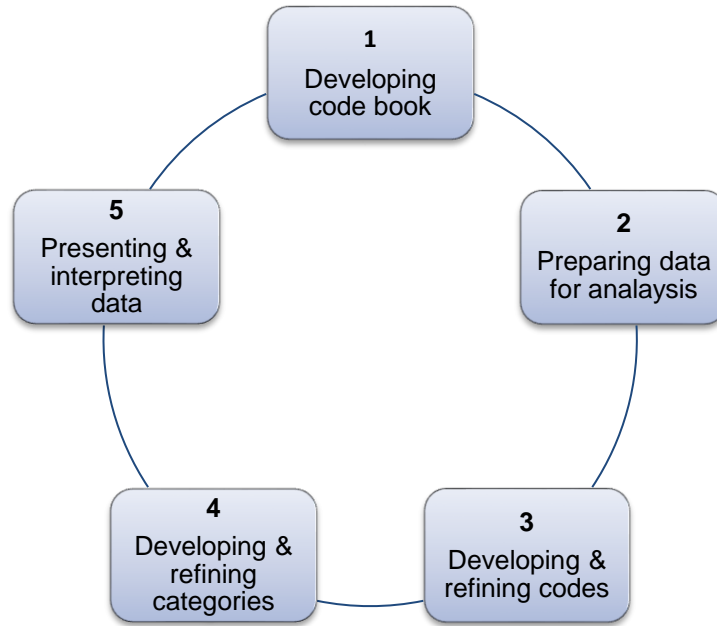 1
Developing
code book
2
Preparing data
for analaysis
3
Developing &
refining codes
4
Developing &
refining
categories
5
Presenting &
interpreting
data